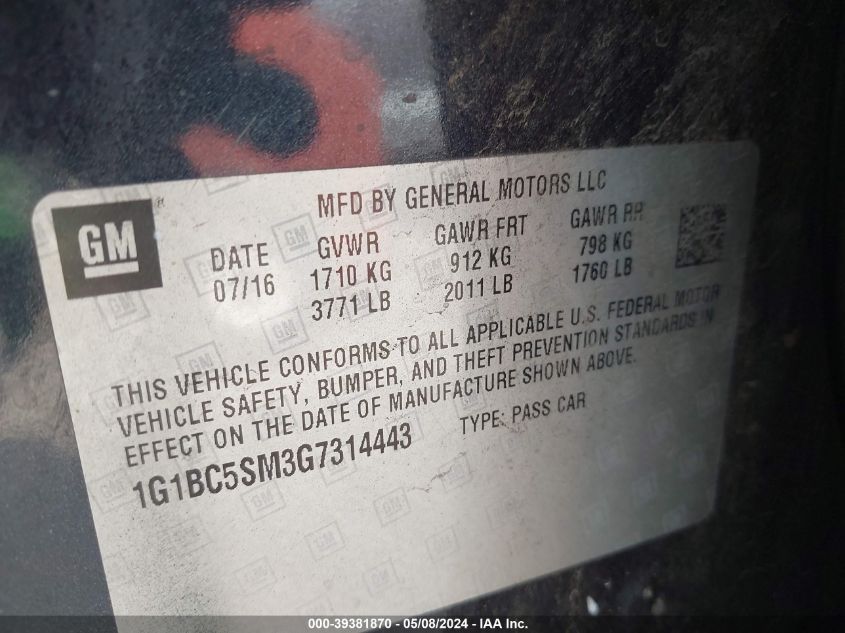 GM
MFD BY GENERAL MOTORS LLC
DATE GVWR GAWR FRT GAWR RR
07/16 1710 KG 912 KG 798 KG
3771 LB 2011 LB 1760 LB
THIS VEHICLE CONFORMS TO ALL APPLICABLE U.S. FEDERAL MOTOR
VEHICLE SAFETY, BUMPER, AND THEFT PREVENTION STANDARDS IN
EFFECT ON THE DATE OF MANUFACTURE SHOWN ABOVE.
1G1BC5SM3G7314443 TYPE: PASS CAR
000-39381870 — 05/08/2024 — IAA Inc.